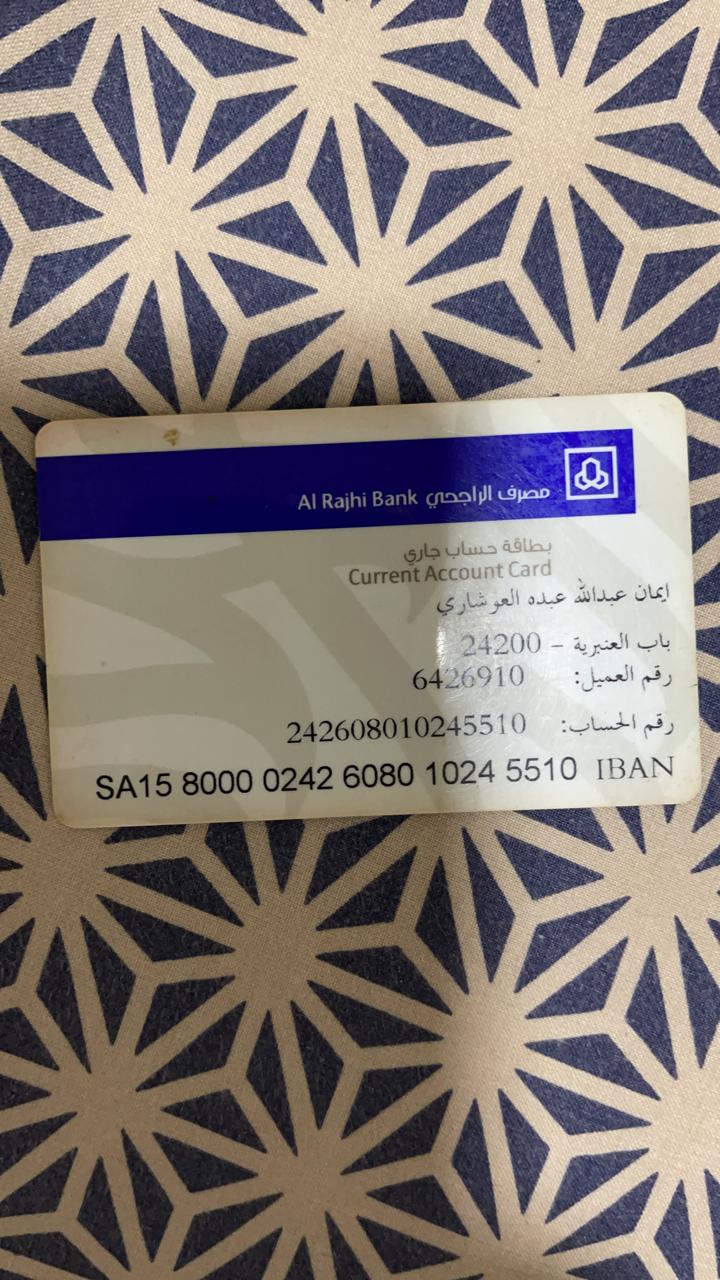 Al Rajhi Bank مصرف الراجحي
بطاقة حساب جاري
Current Account Card
ايمان عبدالله عبده العوشاري
باب العنبرية – 24200
رقم العميل: 6426910
رقم الحساب: 242608010245510
SA15 8000 0242 6080 1024 5510 IBAN